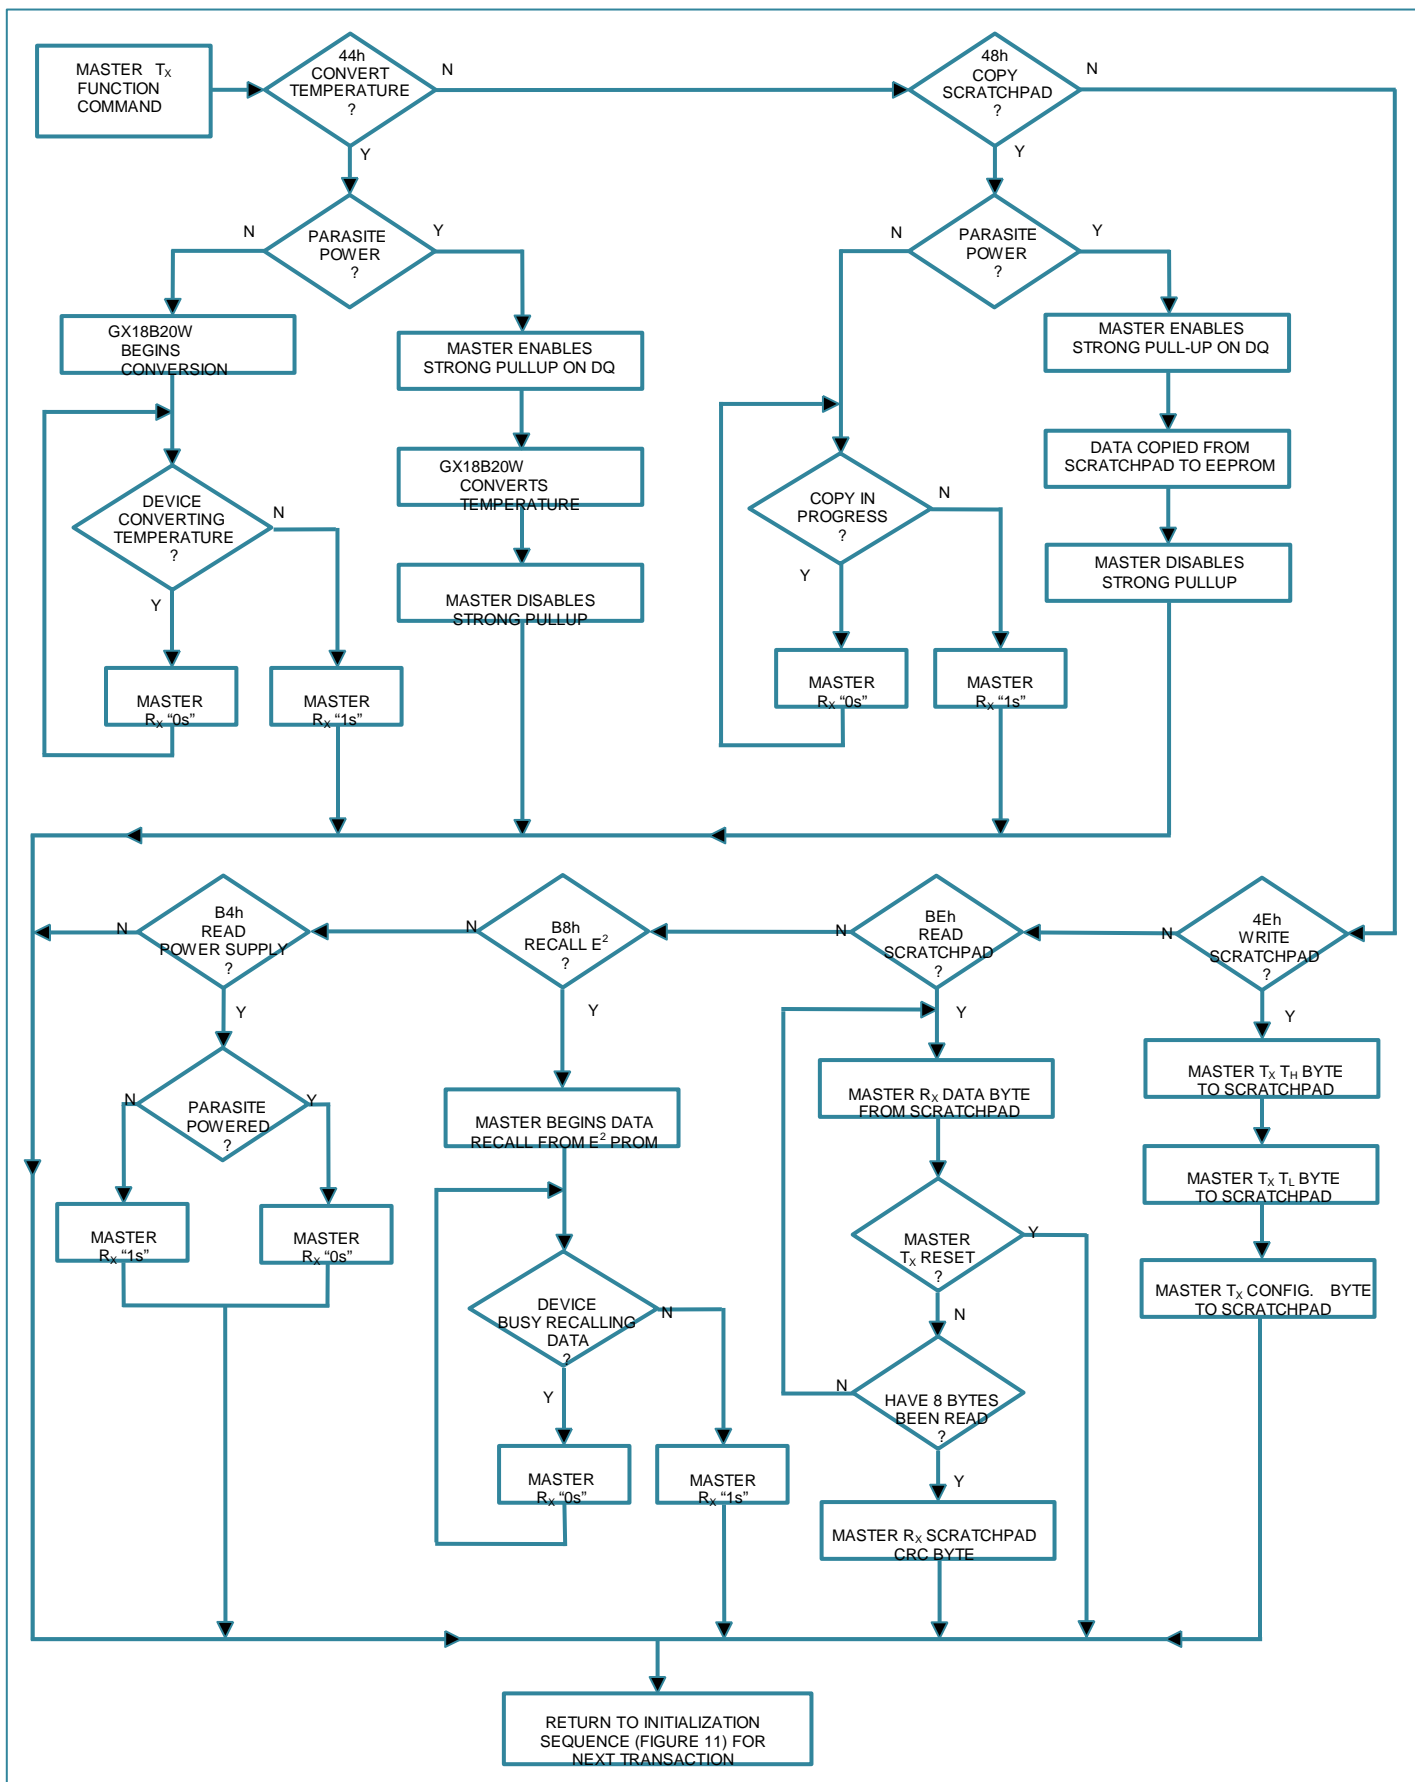 MASTER TX
FUNCTION
COMMAND
44h
CONVERT
TEMPERATURE
?
N
Y
48h
COPY
SCRATCHPAD
?
N
Y
PARASITE
POWER
?
N
Y
PARASITE
POWER
?
N
Y
GX18B20W
BEGINS
CONVERSION
MASTER ENABLES
STRONG PULLUP ON DQ
MASTER ENABLES
STRONG PULL-UP ON DQ
GX18B20W
CONVERTS
TEMPERATURE
DATA COPIED FROM
SCRATCHPAD TO EEPROM
DEVICE
CONVERTING
TEMPERATURE
?
N
Y
COPY IN
PROGRESS
?
N
Y
MASTER DISABLES
STRONG PULLUP
MASTER DISABLES
STRONG PULLUP
MASTER
RX “0s”
MASTER
RX “1s”
MASTER
RX “0s”
MASTER
RX “1s”
B4h
READ
POWER SUPPLY
?
N
Y
B8h
RECALL E2
?
N
Y
BEh
READ
SCRATCHPAD
?
N
Y
4Eh
WRITE
SCRATCHPAD
?
N
Y
PARASITE
POWERED
?
N
Y
MASTER
RX “1s”
MASTER
RX “0s”
MASTER BEGINS DATA
RECALL FROM E2 PROM
DEVICE
BUSY RECALLING
DATA
?
N
Y
MASTER
RX “0s”
MASTER
RX “1s”
MASTER RX DATA BYTE
FROM SCRATCHPAD
MASTER
TX RESET
?
Y
N
HAVE 8 BYTES
BEEN READ
?
N
Y
MASTER RX SCRATCHPAD
CRC BYTE
MASTER TX TH BYTE
TO SCRATCHPAD
MASTER TX TL BYTE
TO SCRATCHPAD
MASTER TX CONFIG. BYTE
TO SCRATCHPAD
RETURN TO INITIALIZATION
SEQUENCE (FIGURE 11) FOR
NEXT TRANSACTION